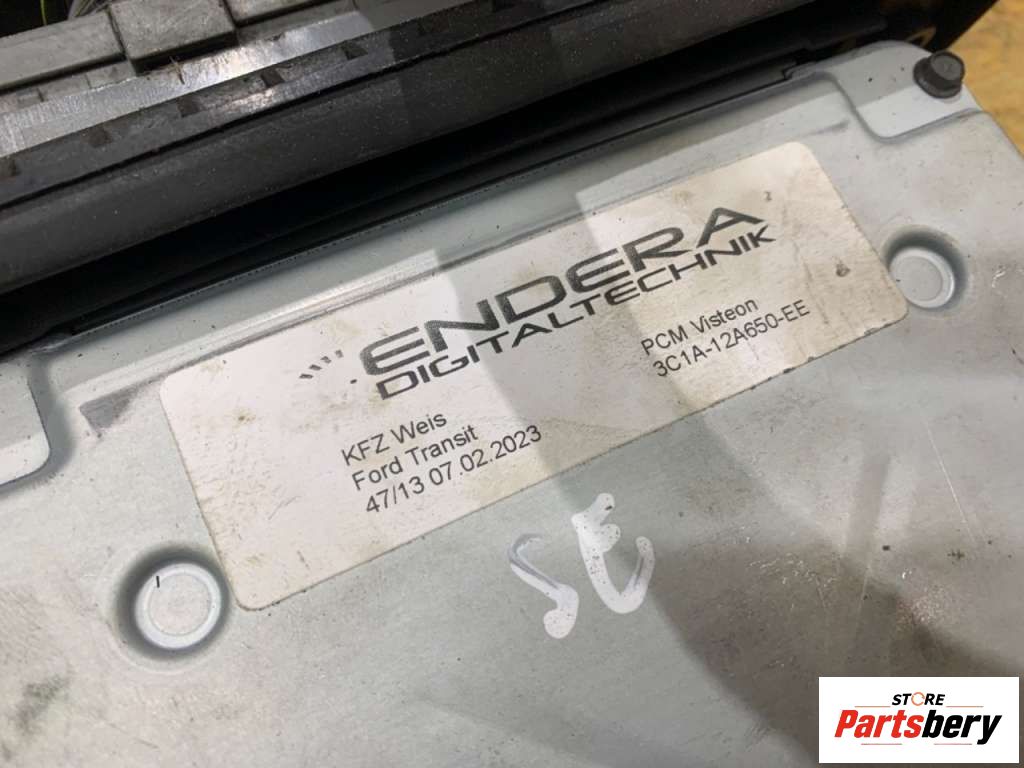 ENDERA
DIGITALTECHNIK
KFZ Weis
Ford Transit
47/13 07.02.2023
PCM Visteon
3C1A-12A650-EE
SE
STORE
Partsbery